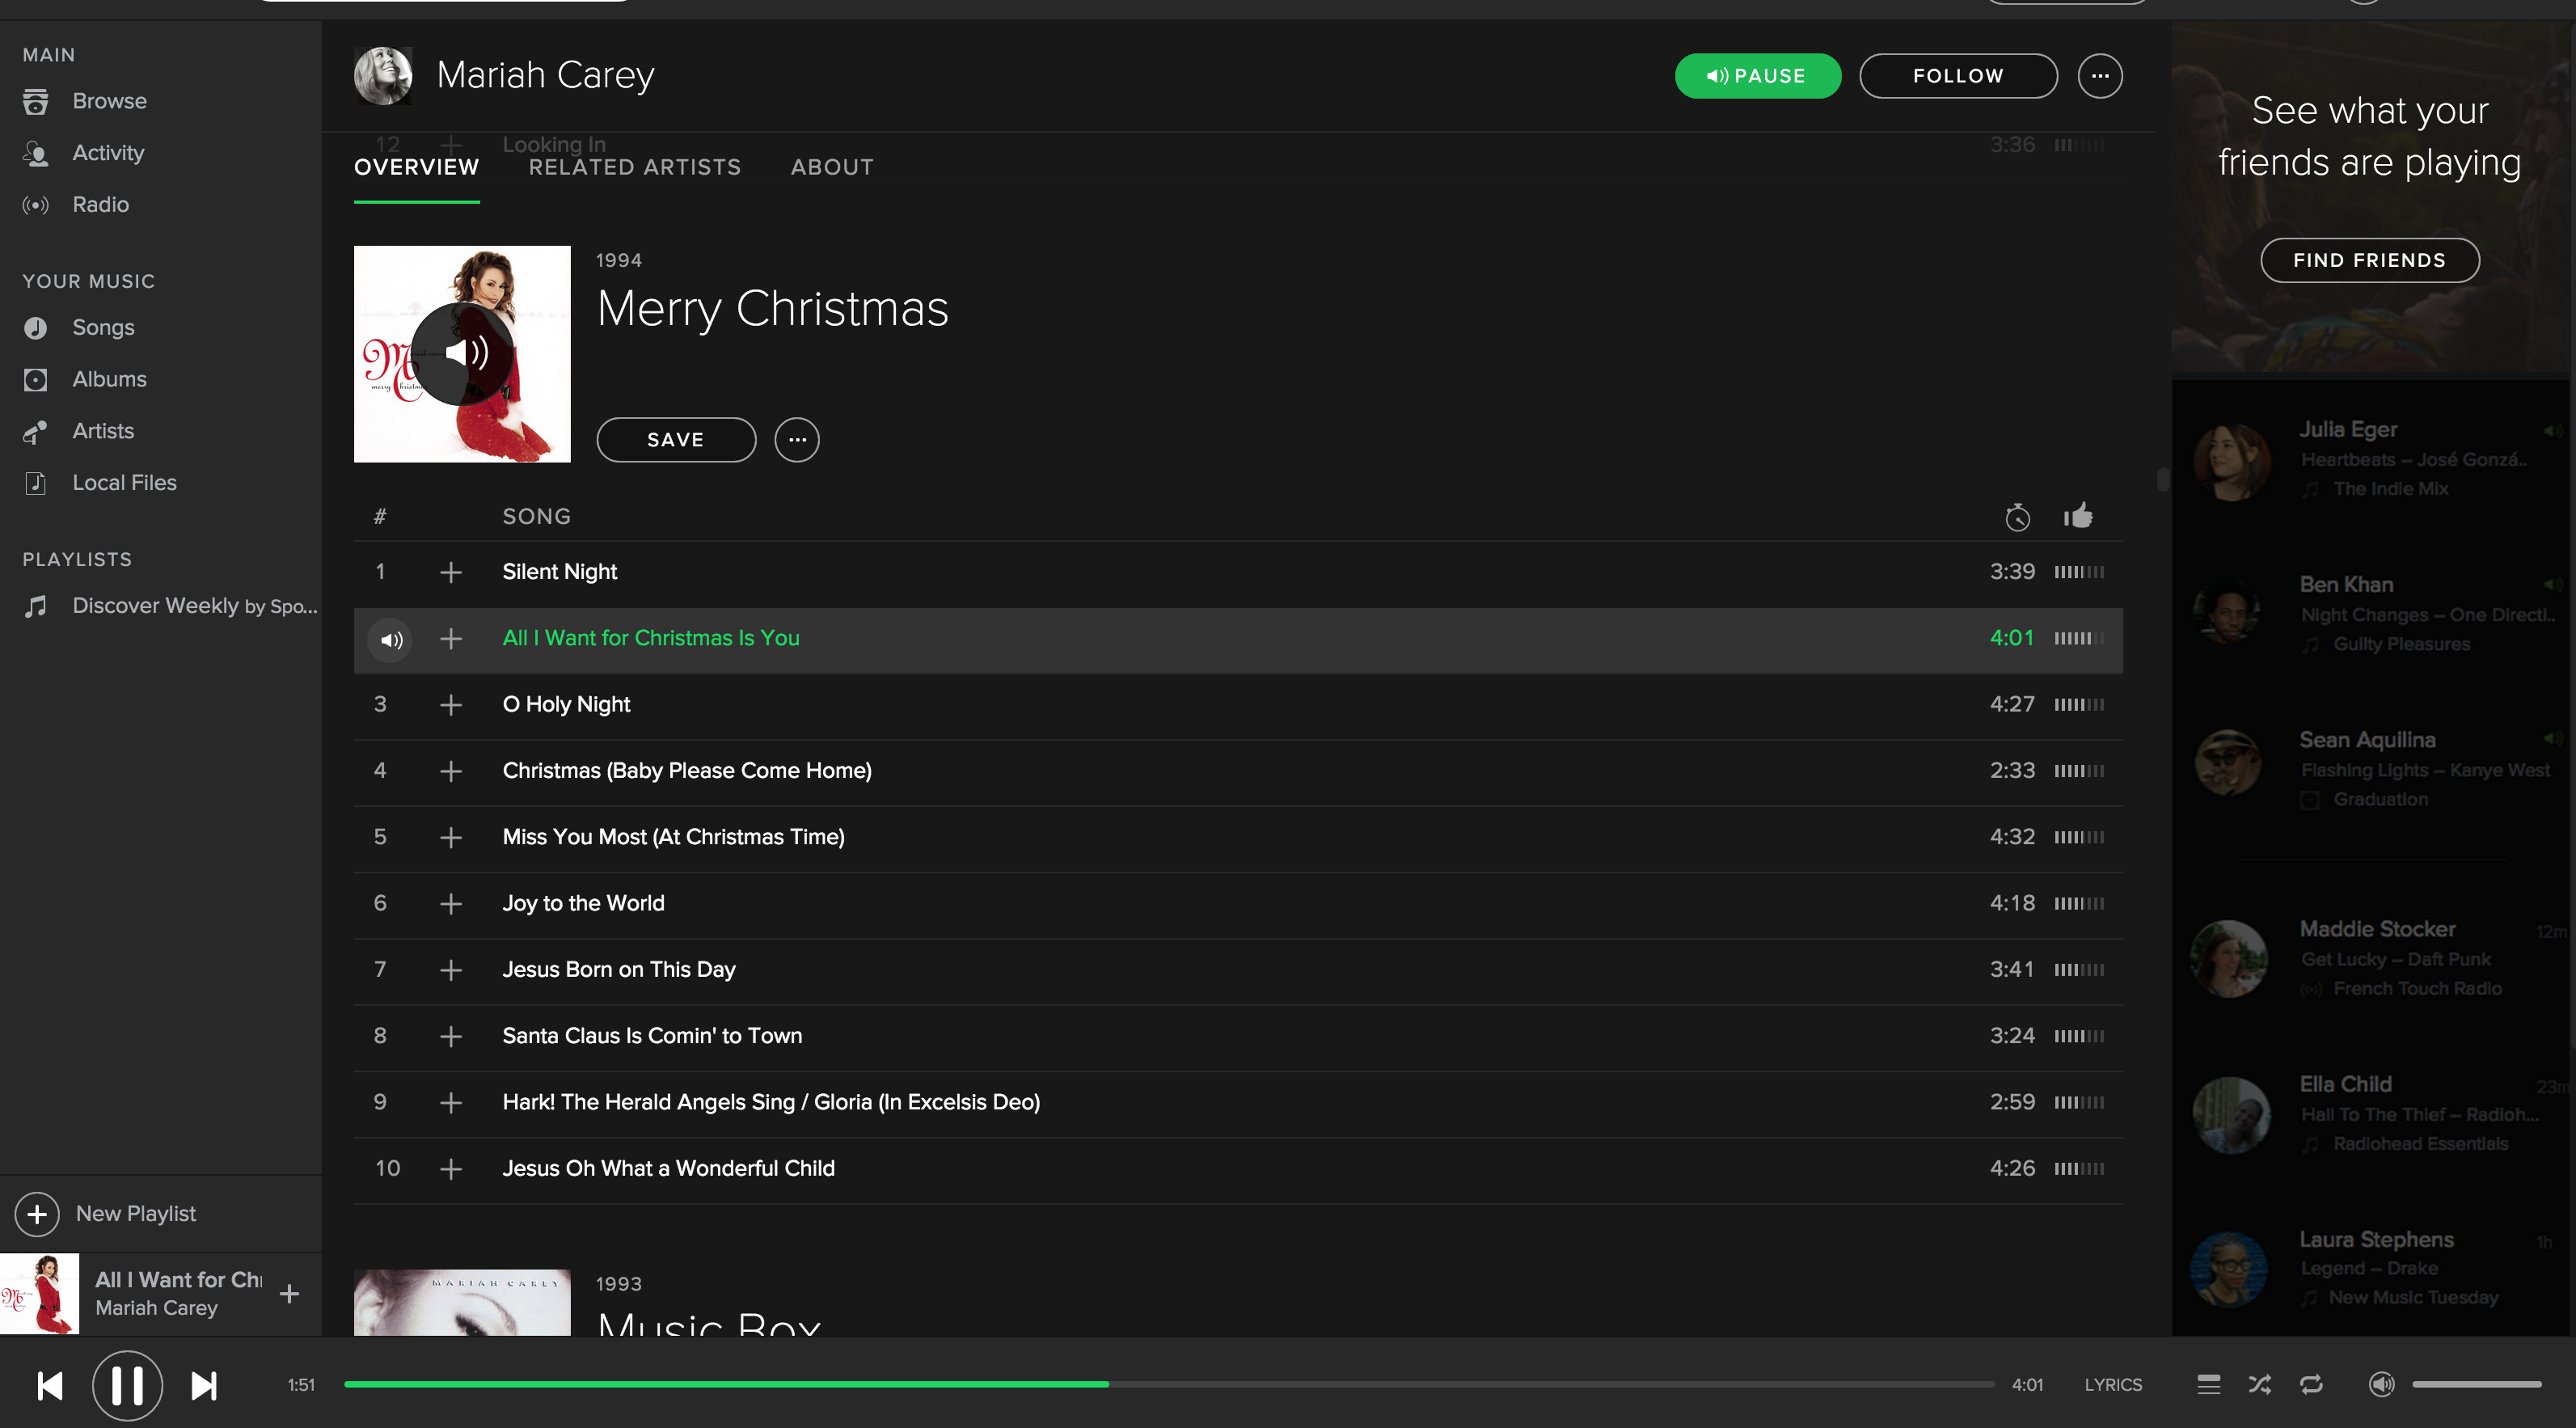 MAIN
Browse
Activity
Radio
YOUR MUSIC
Songs
Albums
Artists
Local Files
PLAYLISTS
Discover Weekly by Spo...
New Playlist
All I Want for Ch
Mariah Carey
Mariah Carey
PAUSE
FOLLOW
12 Looking In 3:36
OVERVIEW RELATED ARTISTS ABOUT
1994
Merry Christmas
SAVE
# SONG
1 Silent Night 3:39
All I Want for Christmas Is You 4:01
3 O Holy Night 4:27
4 Christmas (Baby Please Come Home) 2:33
5 Miss You Most (At Christmas Time) 4:32
6 Joy to the World 4:18
7 Jesus Born on This Day 3:41
8 Santa Claus Is Comin' to Town 3:24
9 Hark! The Herald Angels Sing / Gloria (In Excelsis Deo) 2:59
10 Jesus Oh What a Wonderful Child 4:26
MARIAH CAREY
1993
Music Box
See what your
friends are playing
FIND FRIENDS
Julia Eger
Heartbeats – José Gonzá..
The Indie Mix
Ben Khan
Night Changes – One Directi..
Guilty Pleasures
Sean Aquilina
Flashing Lights – Kanye West
Graduation
Maddie Stocker 12m
Get Lucky – Daft Punk
French Touch Radio
Ella Child 23m
Hail To The Thief – Radioh...
Radiohead Essentials
Laura Stephens 1h
Legend – Drake
New Music Tuesday
1:51 4:01 LYRICS